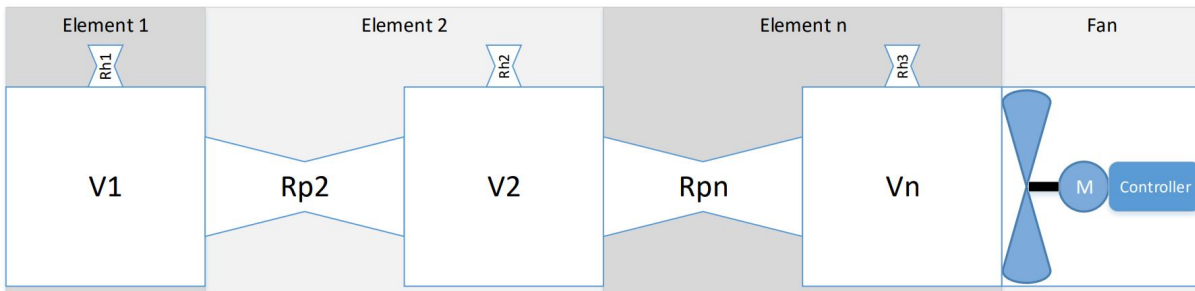 Element 1
Element 2
Element n
Fan
Rh1
Rh2
Rh3
V1
Rp2
V2
Rpn
Vn
M
Controller